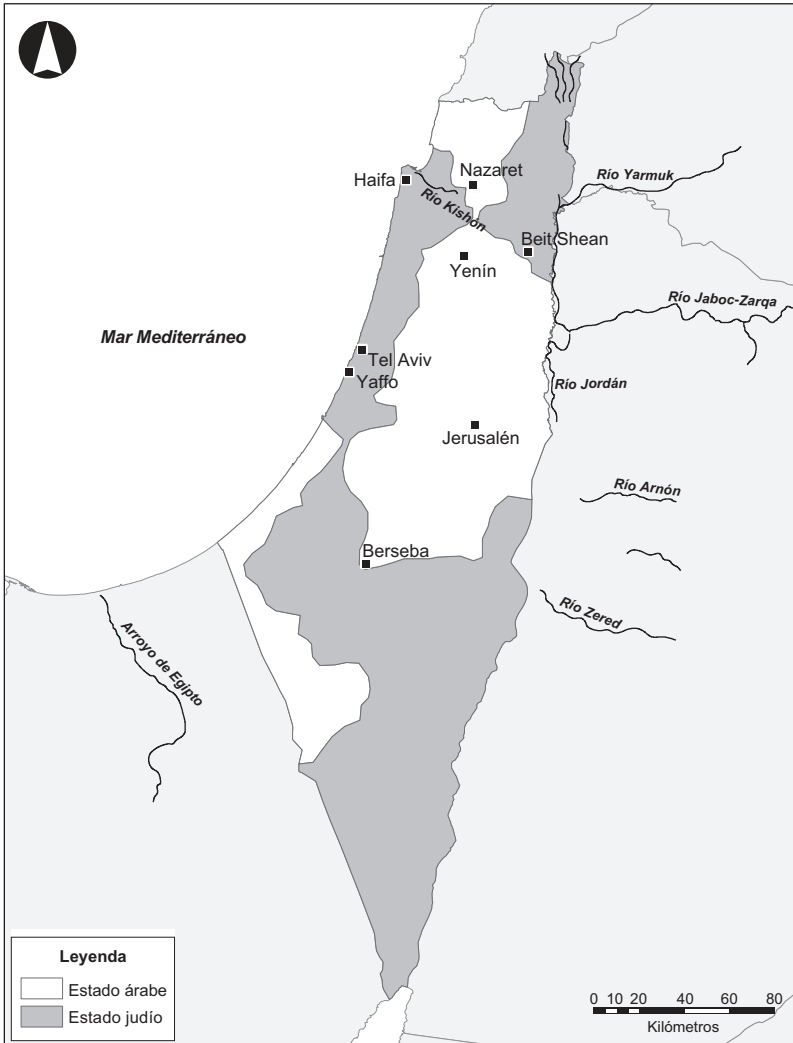 Haifa
Nazaret
Río Yarmuk
Río Kishón
Beit Shean
Yenín
Río Jaboc-Zarqa
Mar Mediterráneo
Tel Aviv
Yaffo
Río Jordán
Jerusalén
Río Arnón
Berseba
Río Zered
Arroyo de Egipto
Leyenda
Estado árabe
Estado judío
0 10 20 40 60 80
Kilómetros